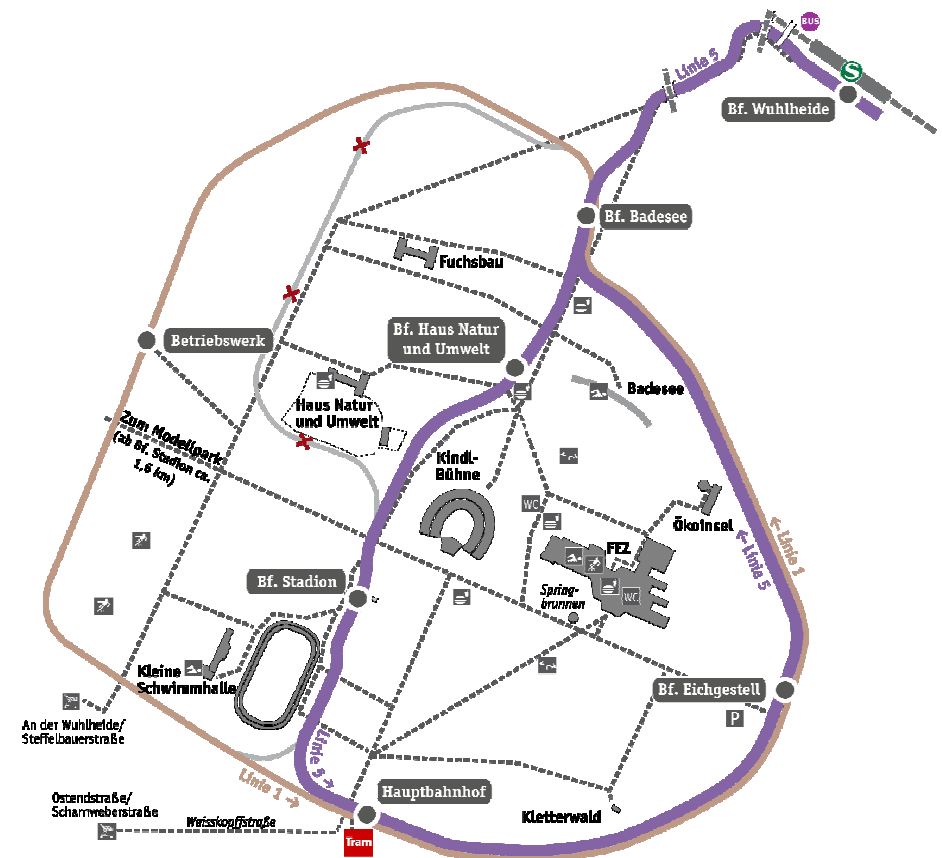 BUS
Linie 5
S
Bf. Wuhlheide
Bf. Badesee
Fuchsbau
Bf. Haus Natur
und Umwelt
Betriebswerk
Badesee
Haus Natur
und Umwelt
Zum Modellpark
(ab Bf. Stadion ca.
1,6 km)
Kindl-
Bühne
WC
Ökoinsel
FEZ
← Linie 1
← Linie 5
Bf. Stadion
Spring-
brunnen
WC
Kleine
Schwimmhalle
Bf. Eichgestell
P
An der Wuhlheide/
Steffelbauerstraße
Linie 5 →
Linie 1 →
Hauptbahnhof
Ostendstraße/
Scharnweberstraße
Weisskopffstraße
Kletterwald
Tram